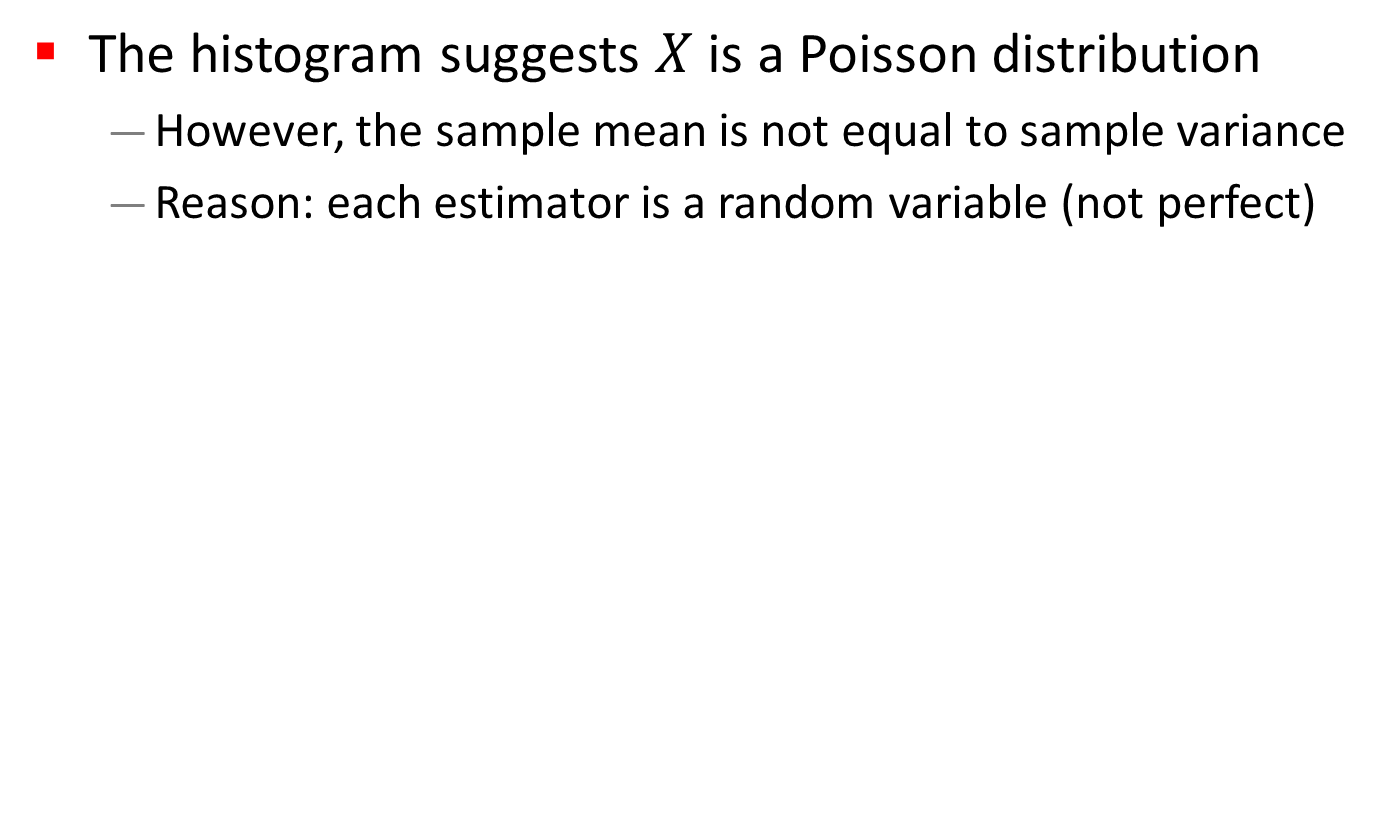 ▪ The histogram suggests X is a Poisson distribution
— However, the sample mean is not equal to sample variance
— Reason: each estimator is a random variable (not perfect)